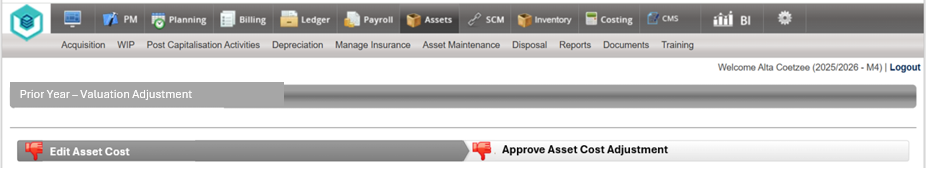 PM Planning Billing Ledger Payroll Assets SCM Inventory Costing CMS BI
Acquisition WIP Post Capitalisation Activities Depreciation Manage Insurance Asset Maintenance Disposal Reports Documents Training
Welcome Alta Coetzee (2025/2026 - M4) | Logout
Prior Year – Valuation Adjustment
Edit Asset Cost Approve Asset Cost Adjustment